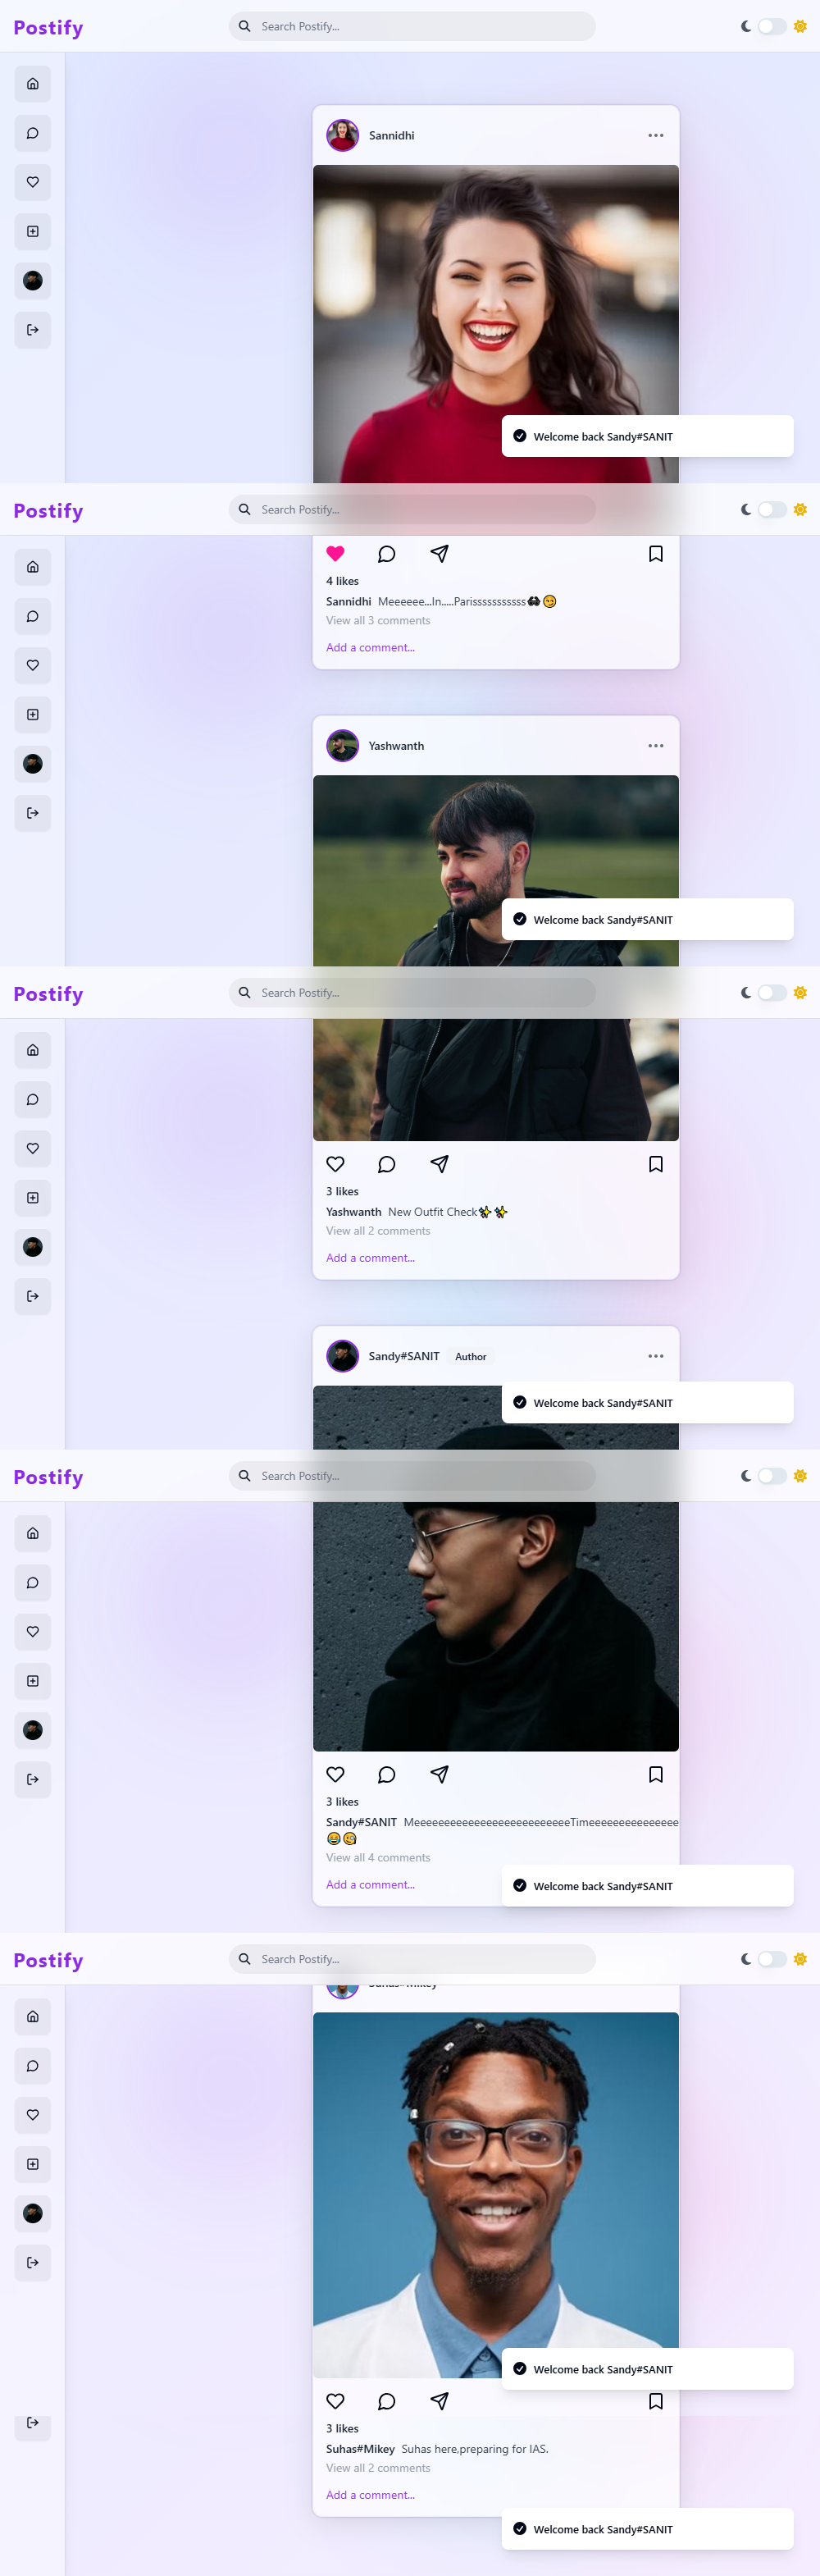 Postify
Search Postify...
Sannidhi
Welcome back Sandy#SANIT
Postify
Search Postify...
4 likes
Sannidhi Meeeeee...In.....Parisssssssssss🙈😏
View all 3 comments
Add a comment...
Yashwanth
Welcome back Sandy#SANIT
Postify
Search Postify...
3 likes
Yashwanth New Outfit Check✨✨
View all 2 comments
Add a comment...
Sandy#SANIT Author
Welcome back Sandy#SANIT
Postify
Search Postify...
3 likes
Sandy#SANIT MeeeeeeeeeeeeeeeeeeeeeeeeeeTimeeeeeeeeeeeeeee
😂🧐
View all 4 comments
Add a comment...
Welcome back Sandy#SANIT
Postify
Search Postify...
Suhas#Mikey
Welcome back Sandy#SANIT
3 likes
Suhas#Mikey Suhas here,preparing for IAS.
View all 2 comments
Add a comment...
Welcome back Sandy#SANIT